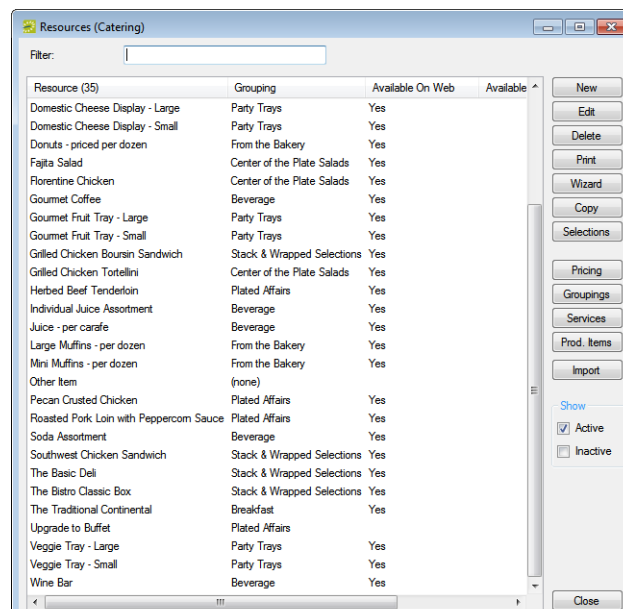 Resources (Catering)
Filter:
Resource (35) Grouping Available On Web Available
Domestic Cheese Display - Large Party Trays Yes
Domestic Cheese Display - Small Party Trays Yes
Donuts - priced per dozen From the Bakery Yes
Fajita Salad Center of the Plate Salads Yes
Florentine Chicken Center of the Plate Salads Yes
Gourmet Coffee Beverage Yes
Gourmet Fruit Tray - Large Party Trays Yes
Gourmet Fruit Tray - Small Party Trays Yes
Grilled Chicken Boursin Sandwich Stack & Wrapped Selections Yes
Grilled Chicken Tortellini Center of the Plate Salads Yes
Herbed Beef Tenderloin Plated Affairs Yes
Individual Juice Assortment Beverage Yes
Juice - per carafe Beverage Yes
Large Muffins - per dozen From the Bakery Yes
Mini Muffins - per dozen From the Bakery Yes
Other Item (none)
Pecan Crusted Chicken Plated Affairs Yes
Roasted Pork Loin with Peppercorn Sauce Plated Affairs Yes
Soda Assortment Beverage Yes
Southwest Chicken Sandwich Stack & Wrapped Selections Yes
The Basic Deli Stack & Wrapped Selections Yes
The Bistro Classic Box Stack & Wrapped Selections Yes
The Traditional Continental Breakfast Yes
Upgrade to Buffet Plated Affairs
Veggie Tray - Large Party Trays Yes
Veggie Tray - Small Party Trays Yes
Wine Bar Beverage Yes
New
Edit
Delete
Print
Wizard
Copy
Selections
Pricing
Groupings
Services
Prod. Items
Import
Show
Active
Inactive
Close